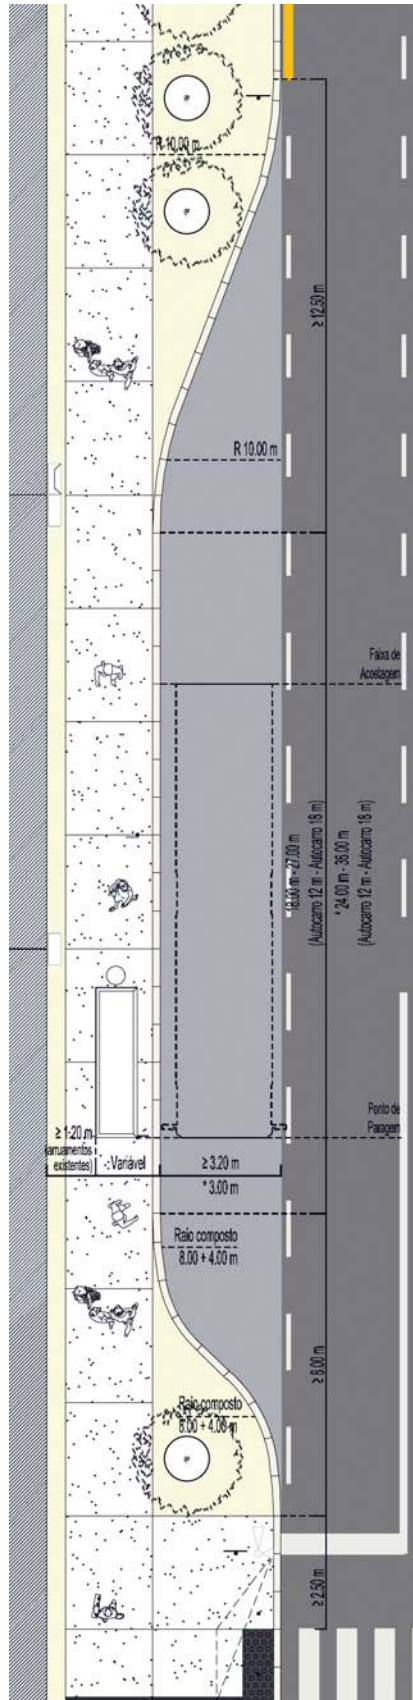 R 10.00 m
≥ 12.50 m
R 10.00 m
Faixa de
Acostagem
18.00 m - 27.00 m
(Autocarro 12 m - Autocarro 18 m)
* 24.00 m - 36.00 m
(Autocarro 12 m - Autocarro 18 m)
Ponto de
Paragem
≥ 1.20 m
(arruamentos
existentes)
Variável
≥ 3.20 m
* 3.00 m
Raio composto
8.00 + 4.00 m
≥ 8.00 m
Raio composto
8.00 + 4.00 m
≥ 2.50 m